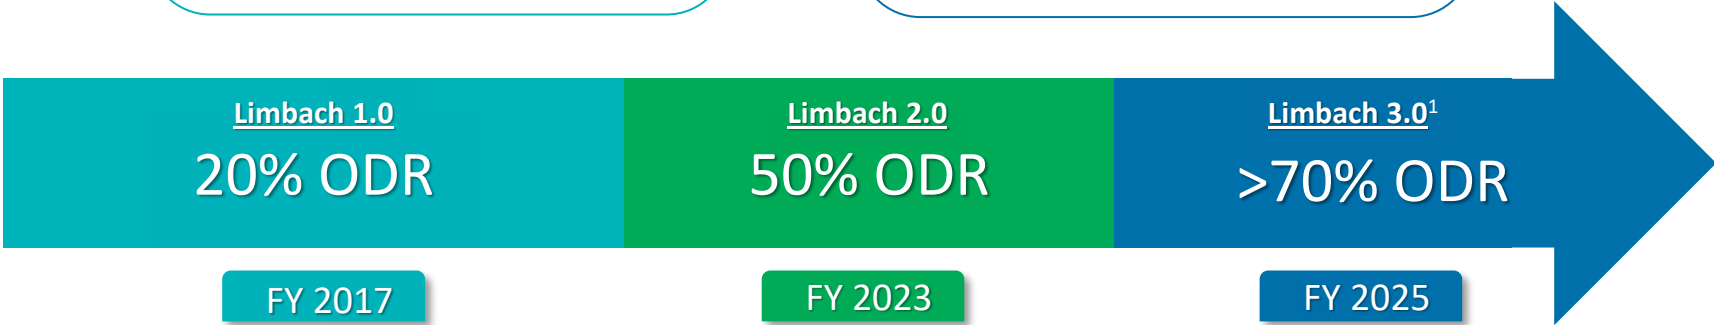 Limbach 1.0
20% ODR
Limbach 2.0
50% ODR
Limbach 3.0¹
>70% ODR
FY 2017
FY 2023
FY 2025